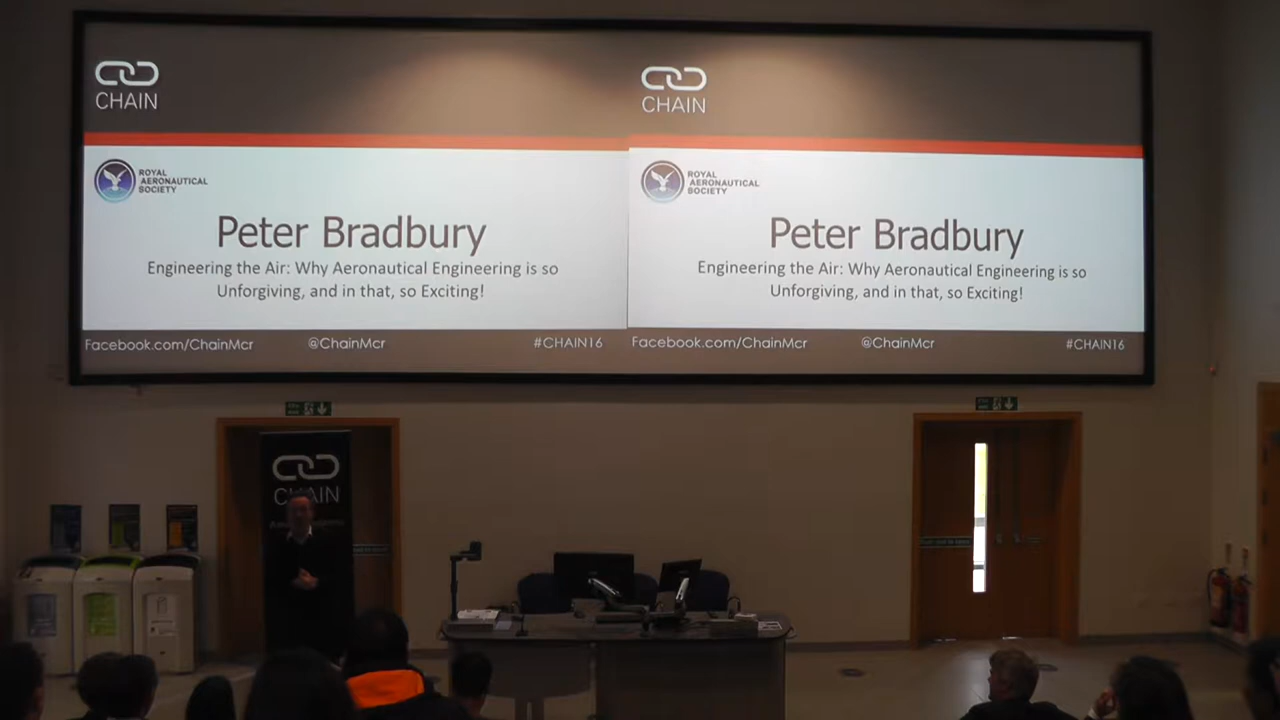 CHAIN
ROYAL
AERONAUTICAL
SOCIETY
Peter Bradbury
Engineering the Air: Why Aeronautical Engineering is so
Unforgiving, and in that, so Exciting!
Facebook.com/ChainMcr
@ChainMcr
#CHAIN16
CHAIN
ROYAL
AERONAUTICAL
SOCIETY
Peter Bradbury
Engineering the Air: Why Aeronautical Engineering is so
Unforgiving, and in that, so Exciting!
Facebook.com/ChainMcr
@ChainMcr
#CHAIN16
CHAIN